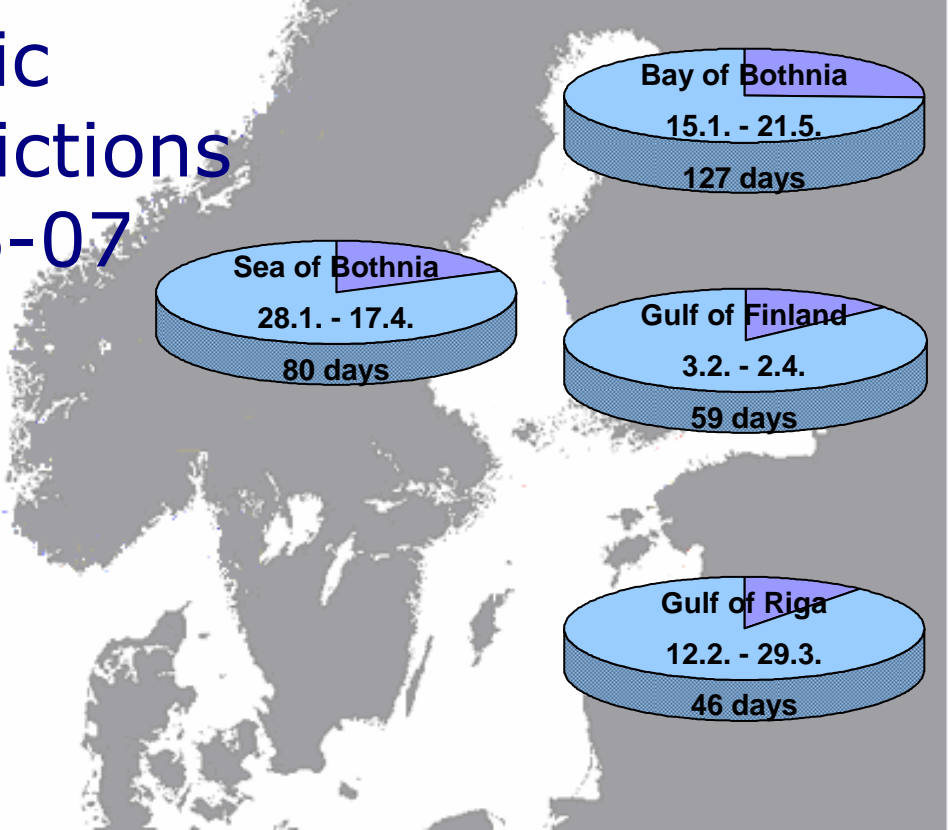 ic
ictions
-07
Bay of Bothnia
15.1. - 21.5.
127 days
Sea of Bothnia
28.1. - 17.4.
80 days
Gulf of Finland
3.2. - 2.4.
59 days
Gulf of Riga
12.2. - 29.3.
46 days